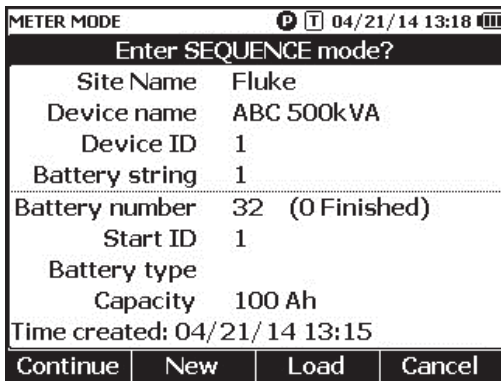 METER MODE P T 04/21/14 13:18
Enter SEQUENCE mode?
Site Name Fluke
Device name ABC 500kVA
Device ID 1
Battery string 1
Battery number 32 (0 Finished)
Start ID 1
Battery type
Capacity 100 Ah
Time created: 04/21/14 13:15
Continue New Load Cancel